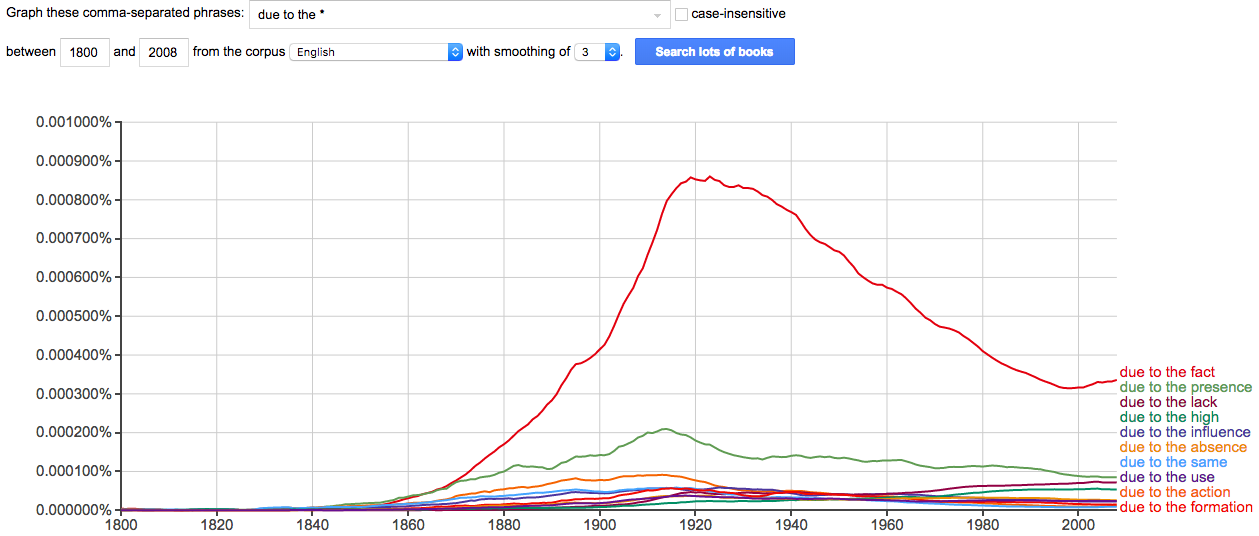 Graph these comma-separated phrases: due to the * case-insensitive
between 1800 and 2008 from the corpus English with smoothing of 3 . Search lots of books
0.001000%
0.000900%
0.000800%
0.000700%
0.000600%
0.000500%
0.000400%
0.000300%
0.000200%
0.000100%
0.000000%
1800 1820 1840 1860 1880 1900 1920 1940 1960 1980 2000
due to the fact
due to the presence
due to the lack
due to the high
due to the influence
due to the absence
due to the same
due to the use
due to the action
due to the formation